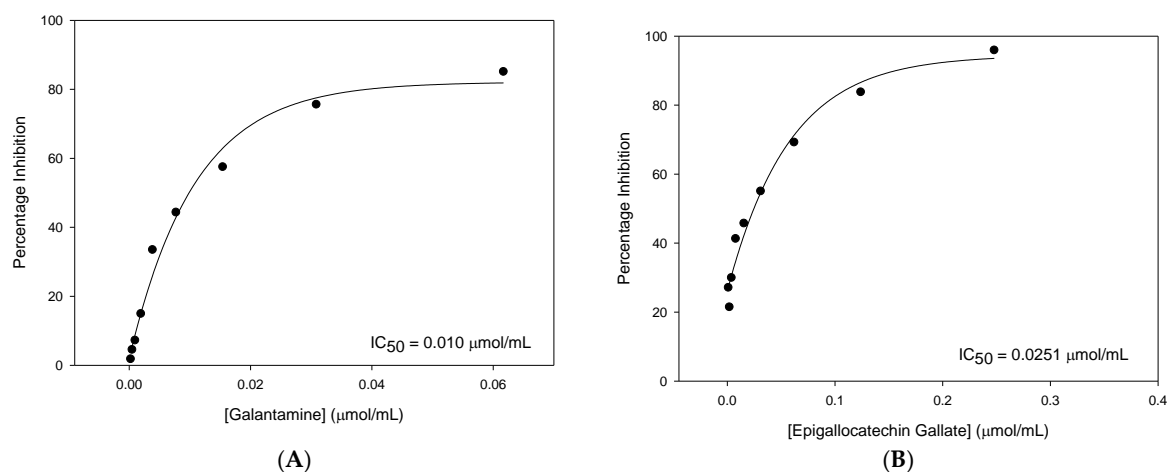 100
80
60
40
20
0
Percentage Inhibition
IC50 = 0.010 μmol/mL
0.00 0.02 0.04 0.06
[Galantamine] (μmol/mL)
(A)
100
80
60
40
20
0
Percentage Inhibition
IC50 = 0.0251 μmol/mL
0.0 0.1 0.2 0.3 0.4
[Epigallocatechin Gallate] (μmol/mL)
(B)